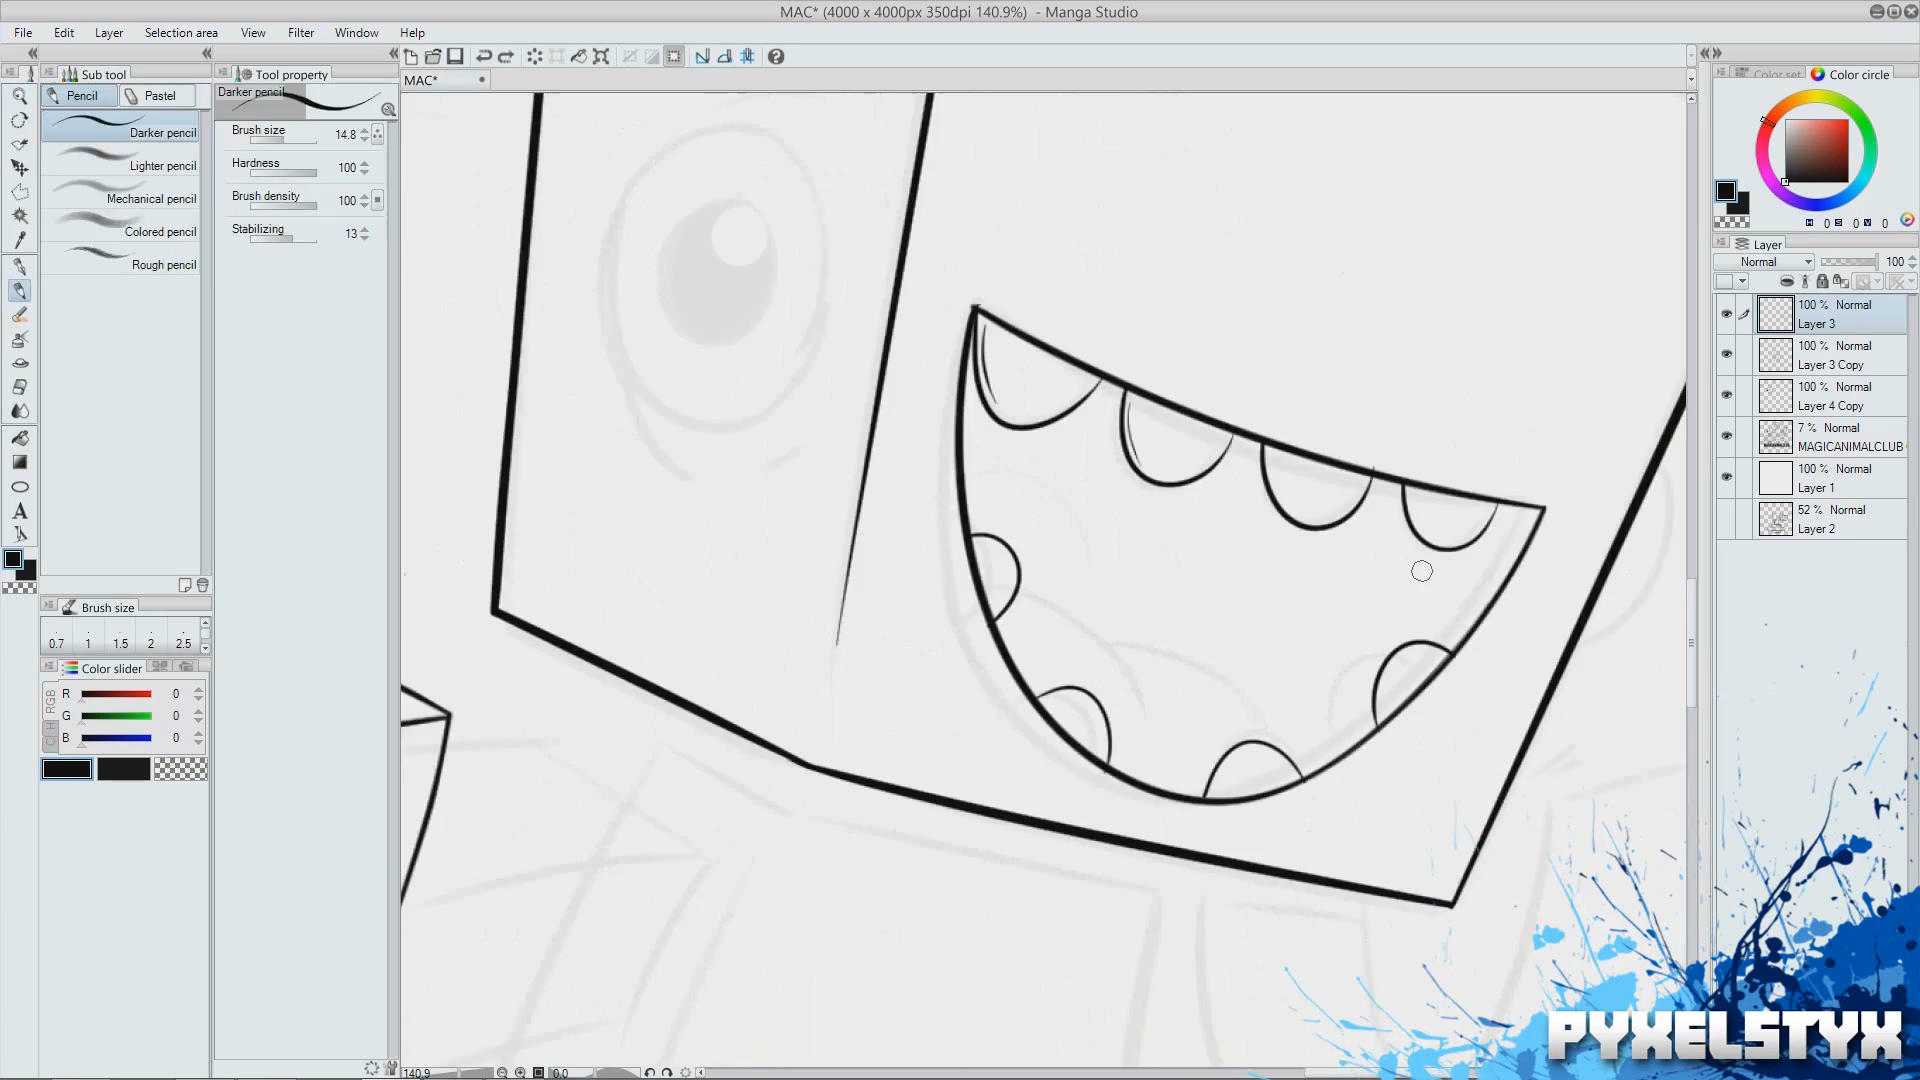 MAC* (4000 x 4000px 350dpi 140.9%) - Manga Studio
File Edit Layer Selection area View Filter Window Help
Sub tool
Tool property
MAC*
Pencil
Pastel
Darker pencil
Lighter pencil
Mechanical pencil
Colored pencil
Rough pencil
Darker pencil
Brush size 14.8
Hardness 100
Brush density 100
Stabilizing 13
A
Brush size
0.7 1 1.5 2 2.5
Color slider
RGB
R 0
G 0
B 0
140.9
0.0
Color set
Color circle
H 0 S 0 V 0
Layer
Normal 100
100 % Normal
Layer 3
100 % Normal
Layer 3 Copy
100 % Normal
Layer 4 Copy
7 % Normal
MAGICANIMALCLUB
100 % Normal
Layer 1
52 % Normal
Layer 2
PYXELSTYX